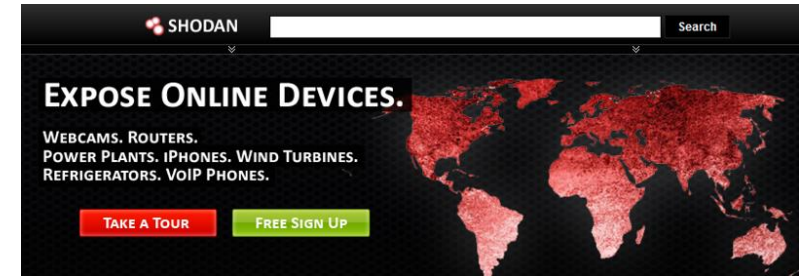 SHODAN
Search
EXPOSE ONLINE DEVICES.
WEBCAMS. ROUTERS.
POWER PLANTS. IPHONES. WIND TURBINES.
REFRIGERATORS. VOIP PHONES.
TAKE A TOUR
FREE SIGN UP